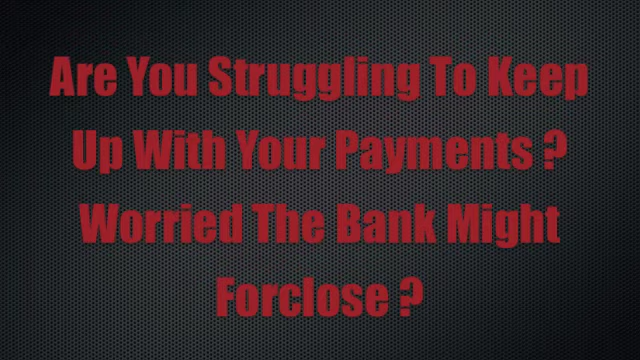 Are You Struggling To Keep
Up With Your Payments ?
Worried The Bank Might
Forclose ?